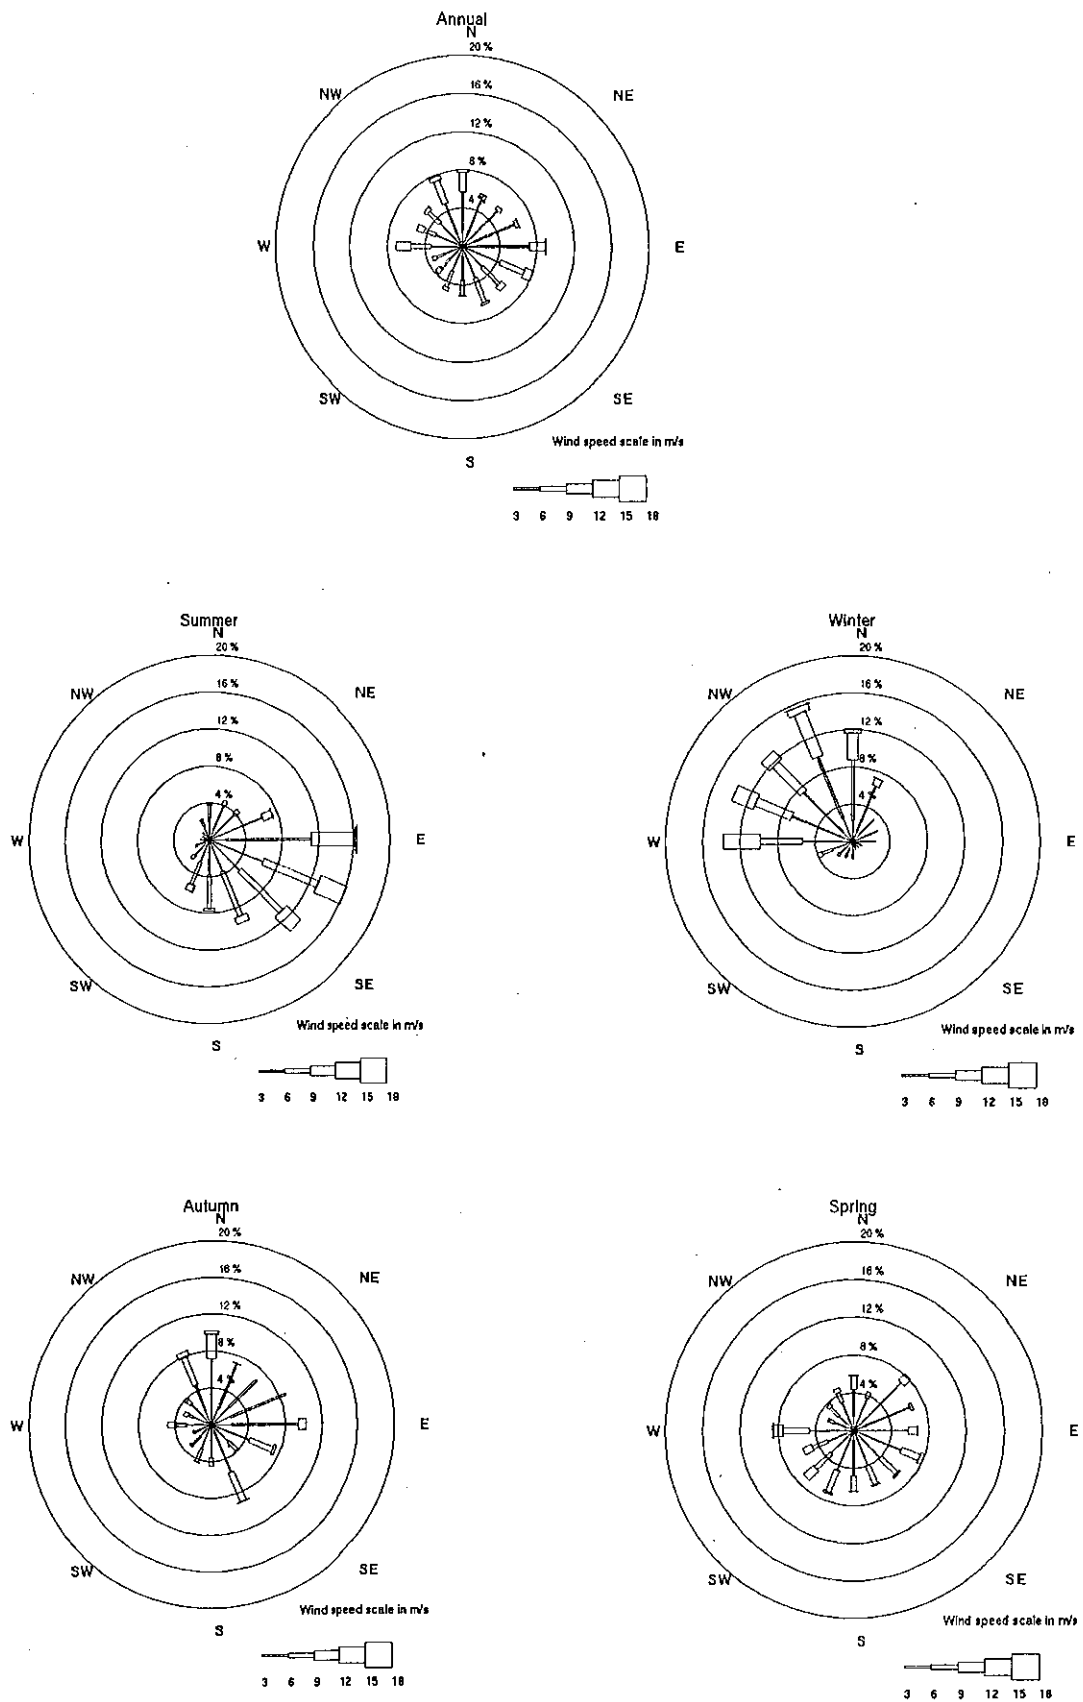 Annual
N
20 %
NW
NE
16 %
12 %
8 %
4 %
W
E
SW
SE
S
Wind speed scale in m/s
3 6 9 12 15 18
Summer
N
20 %
NW
NE
16 %
12 %
8 %
4 %
W
E
SW
SE
S
Wind speed scale in m/s
3 6 9 12 15 18
Winter
N
20 %
NW
NE
16 %
12 %
8 %
4 %
W
E
SW
SE
S
Wind speed scale in m/s
3 6 9 12 15 18
Autumn
N
20 %
NW
NE
16 %
12 %
8 %
4 %
W
E
SW
SE
S
Wind speed scale in m/s
3 6 9 12 15 18
Spring
N
20 %
NW
NE
16 %
12 %
8 %
4 %
W
E
SW
SE
S
Wind speed scale in m/s
3 6 9 12 15 18